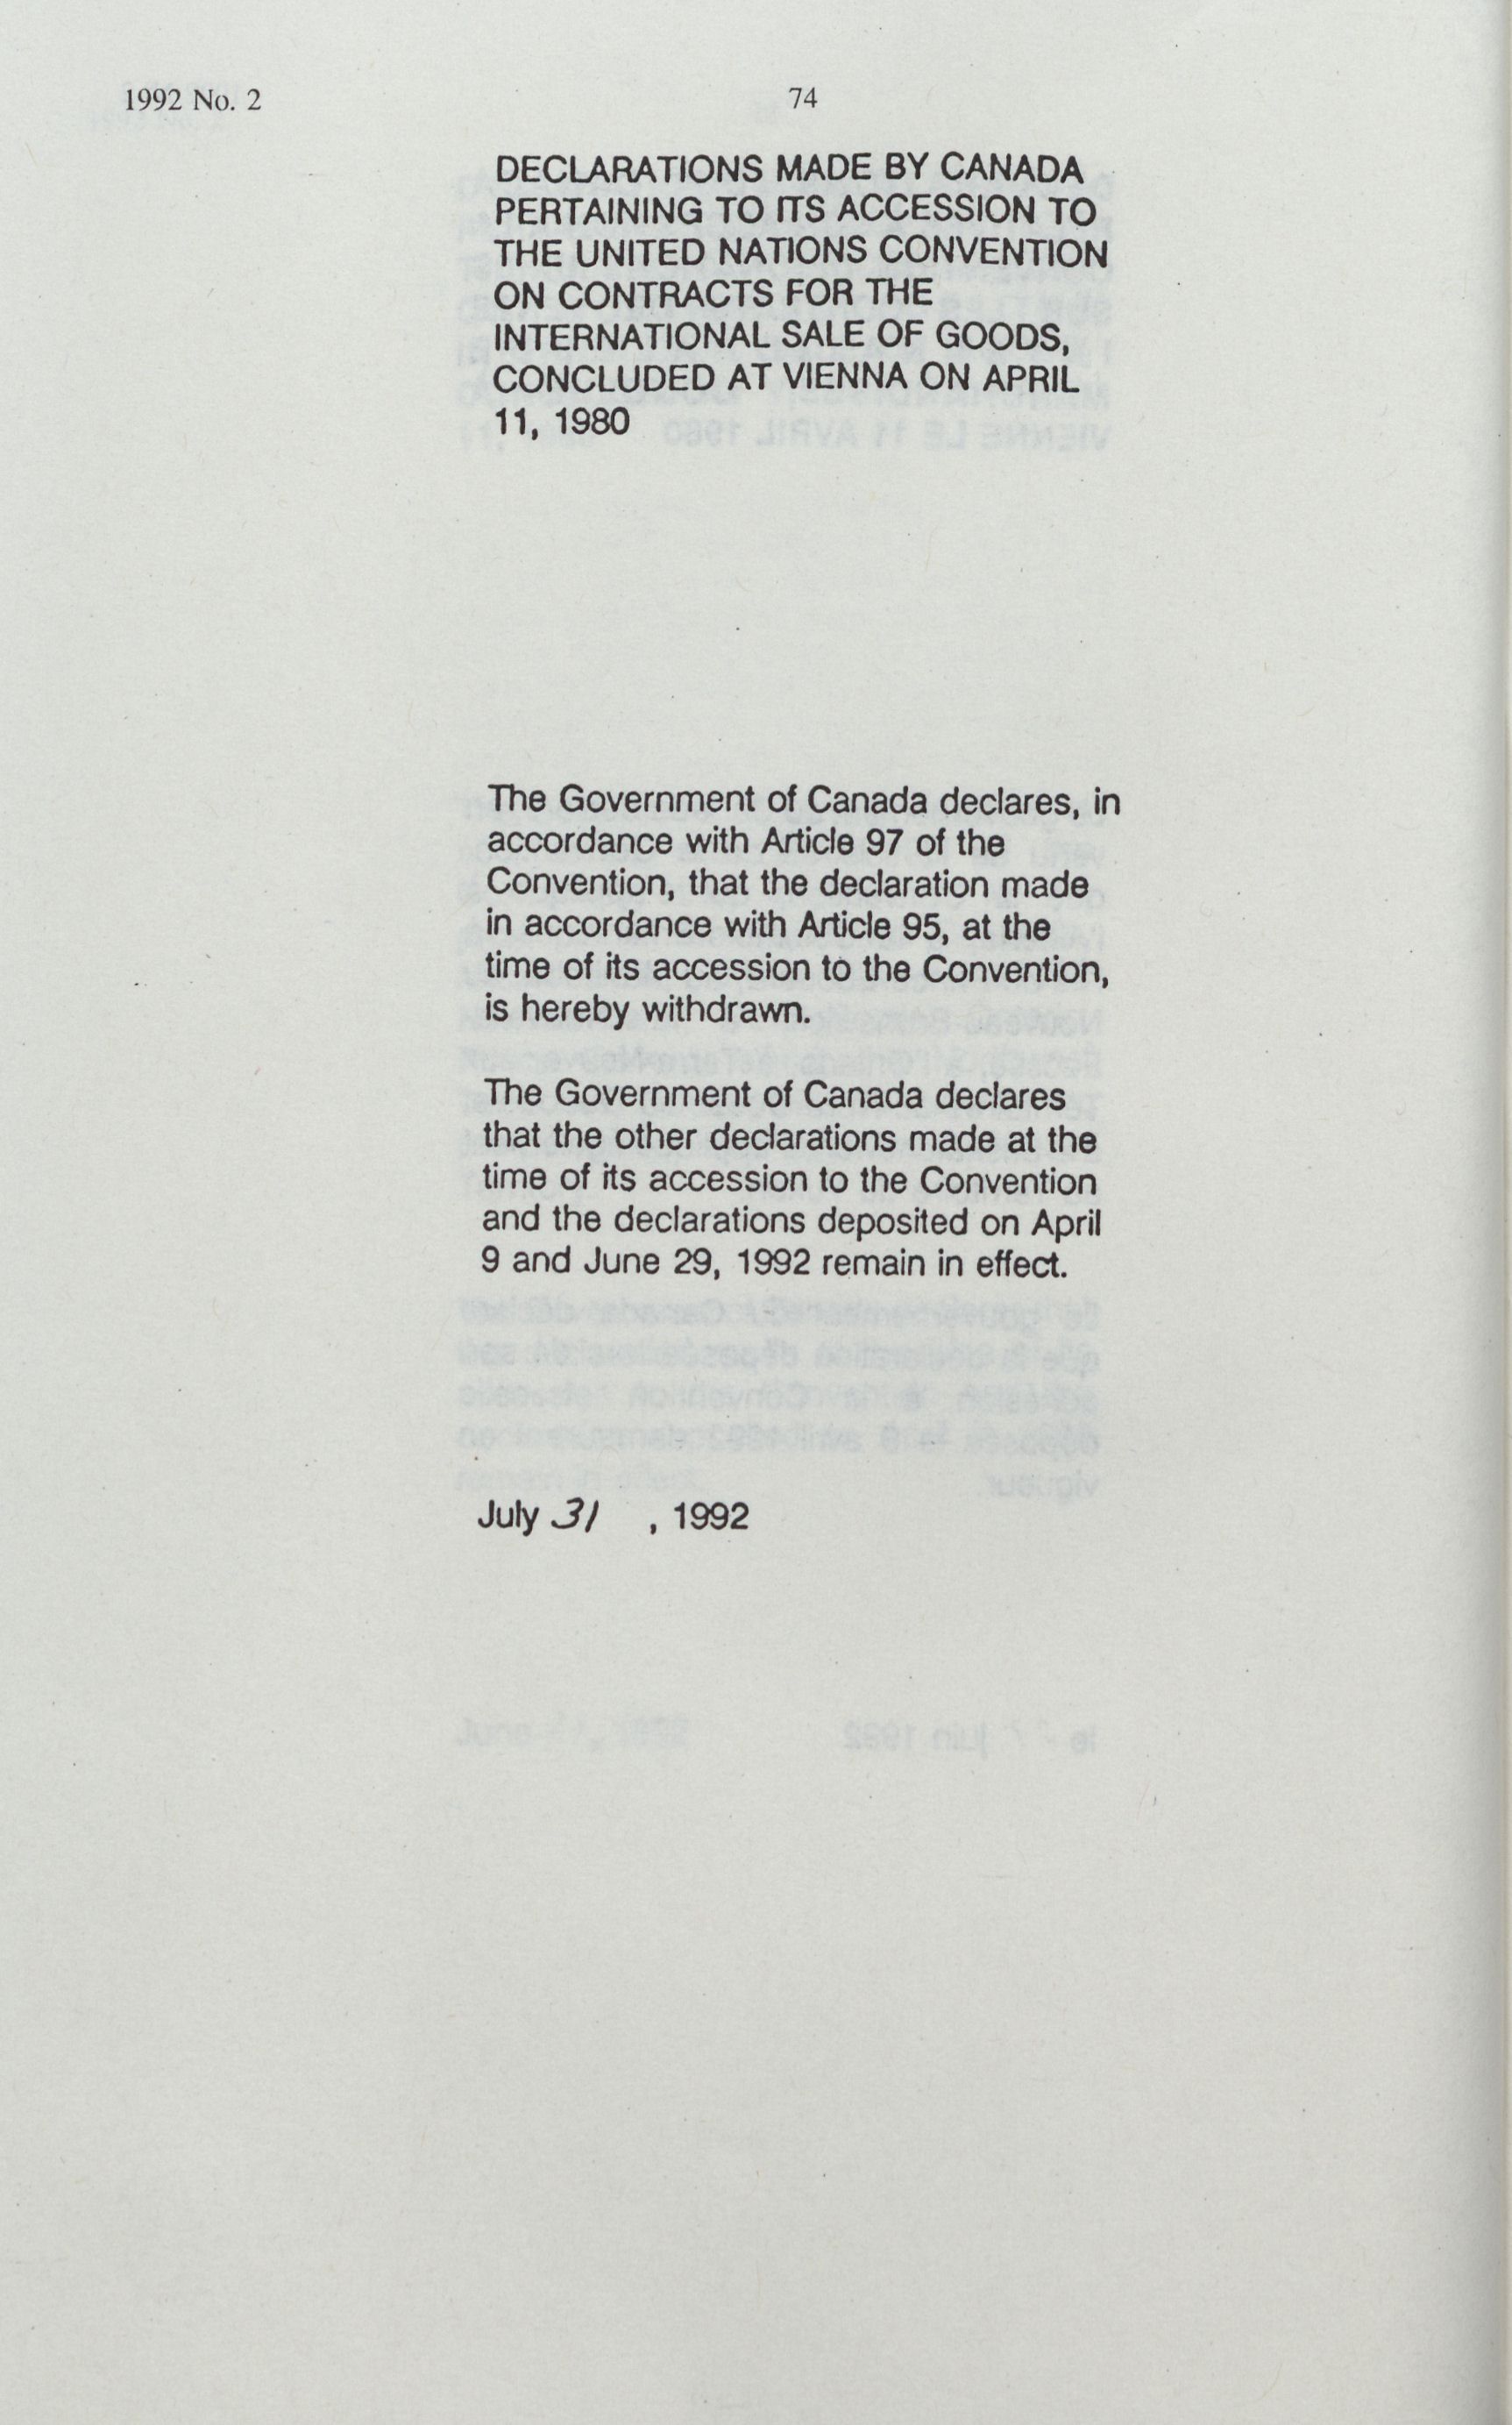 1992 No. 2
74
DECLARATIONS MADE BY CANADA
PERTAINING TO ITS ACCESSION TO
THE UNITED NATIONS CONVENTION
ON CONTRACTS FOR THE
INTERNATIONAL SALE OF GOODS,
CONCLUDED AT VIENNA ON APRIL
11, 1980
The Government of Canada declares, in
accordance with Article 97 of the
Convention, that the declaration made
in accordance with Article 95, at the
time of its accession to the Convention,
is hereby withdrawn.
The Government of Canada declares
that the other declarations made at the
time of its accession to the Convention
and the declarations deposited on April
9 and June 29, 1992 remain in effect.
July 31 , 1992